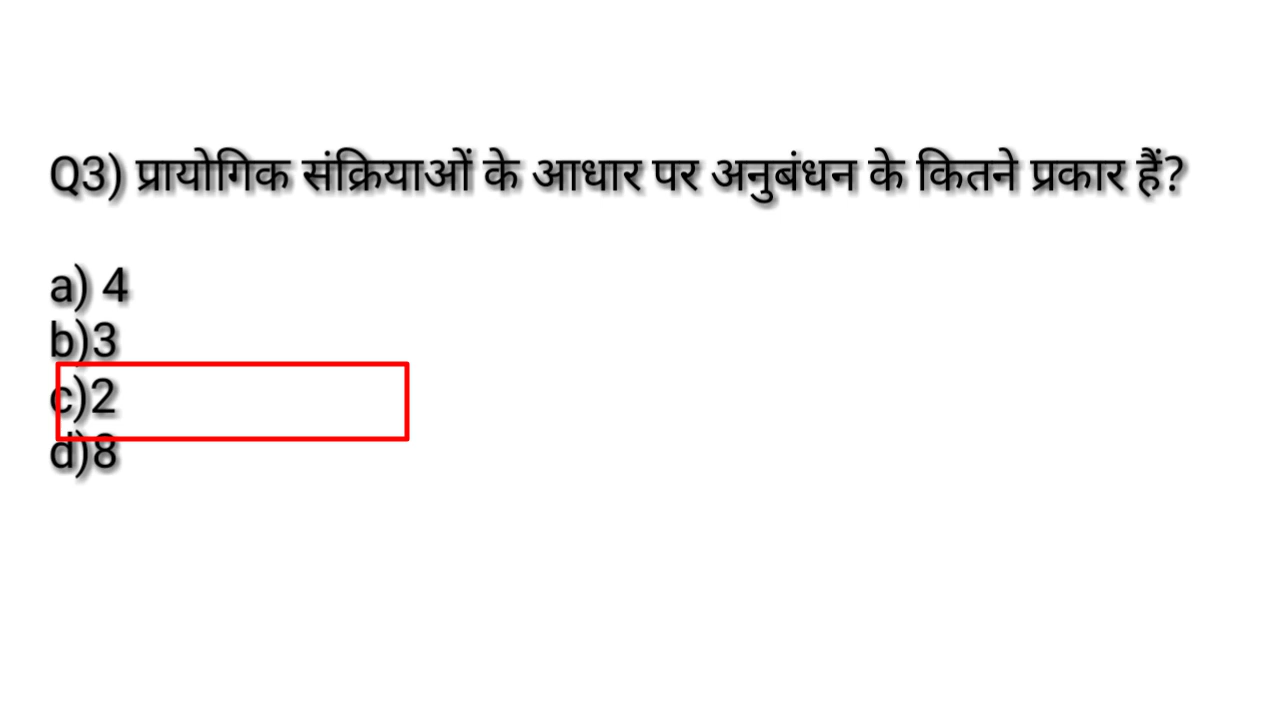 Q3) प्रायोगिक संक्रियाओं के आधार पर अनुबंधन के कितने प्रकार हैं?
a) 4
b)3
c)2
d)8